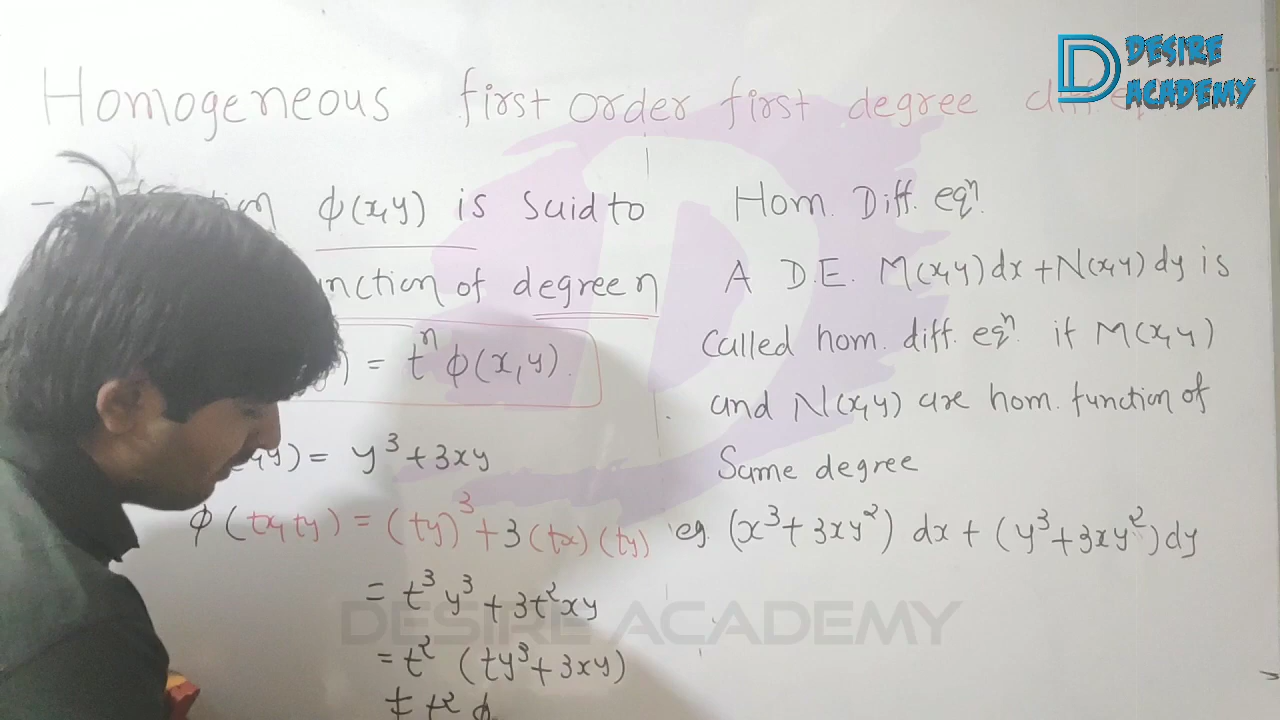 DESIRE
ACADEMY
Homogeneous first order first degree
- ϕ(x,y) is said to
function of degree n
) = tⁿ ϕ(x,y).
,y) = y³ + 3xy
ϕ(tx, ty) = (ty)³ + 3(tx)(ty)
= t³y³ + 3t²xy
= t² (ty³ + 3xy)
≠ t² ϕ
Hom. Diff. eqⁿ.
A D.E. M(x,y)dx + N(x,y)dy is
Called hom. diff. eqⁿ. if M(x,y)
and N(x,y) are hom. function of
Same degree
eg. (x³ + 3xy²) dx + (y³ + 3xy²)dy
DESIRE ACADEMY